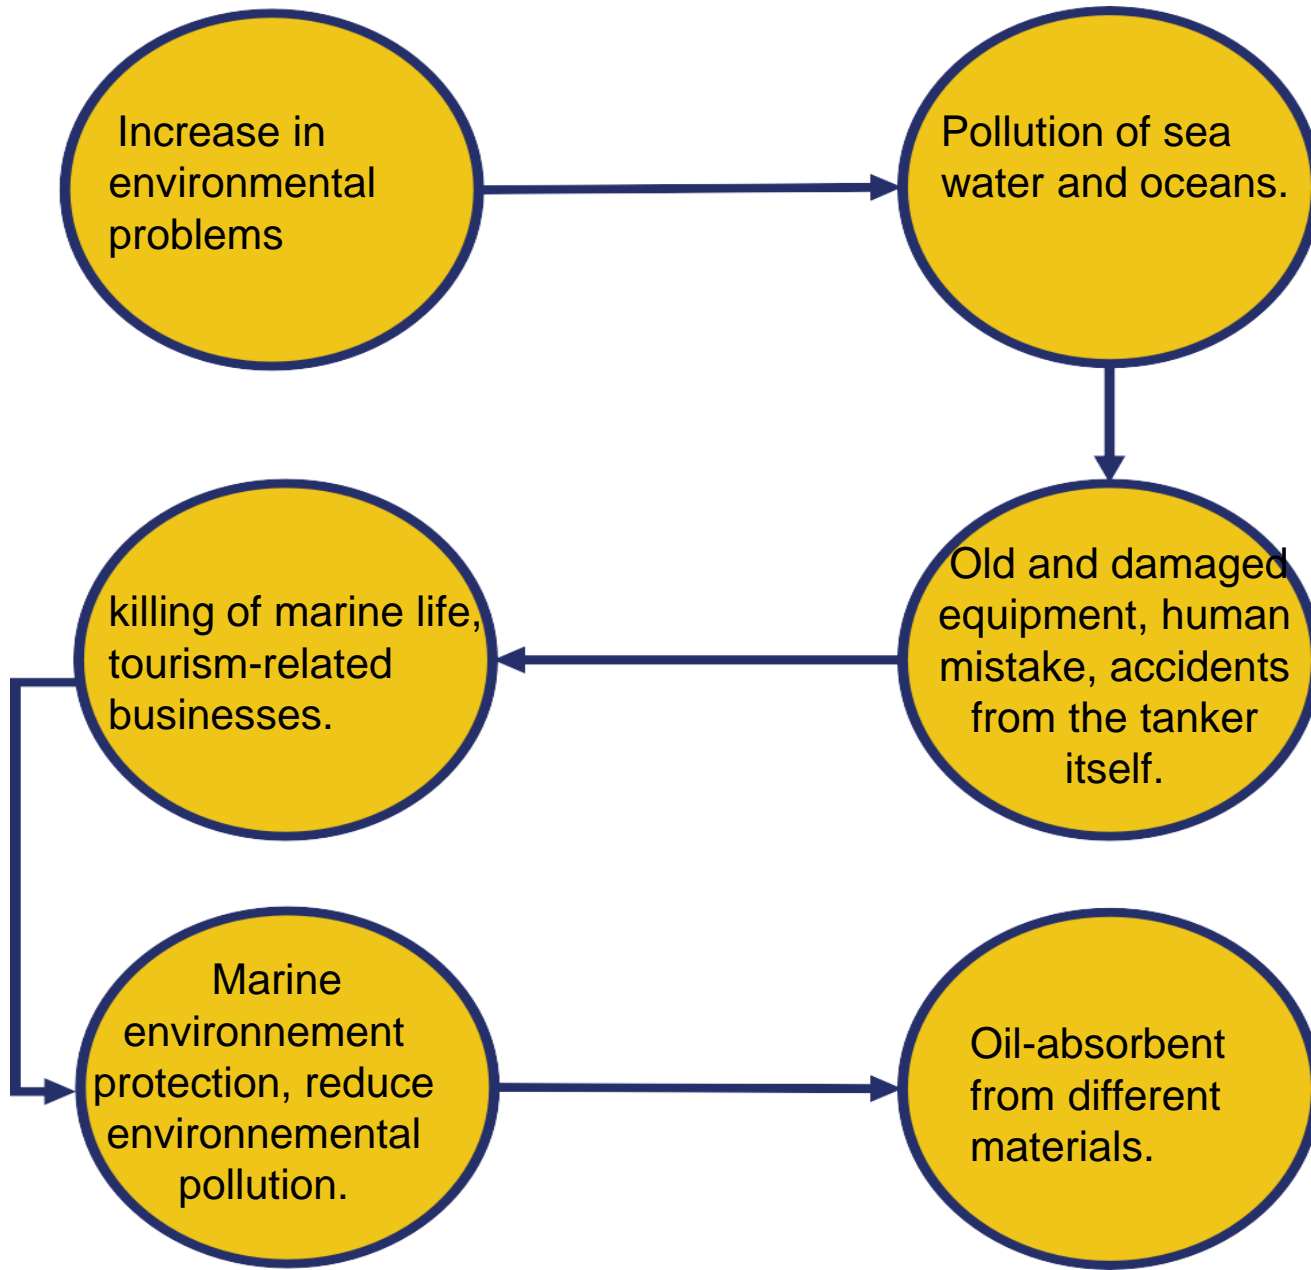 Increase in
environmental
problems
Pollution of sea
water and oceans.
Old and damaged
equipment, human
mistake, accidents
from the tanker
itself.
killing of marine life,
tourism-related
businesses.
Marine
environnement
protection, reduce
environnemental
pollution.
Oil-absorbent
from different
materials.